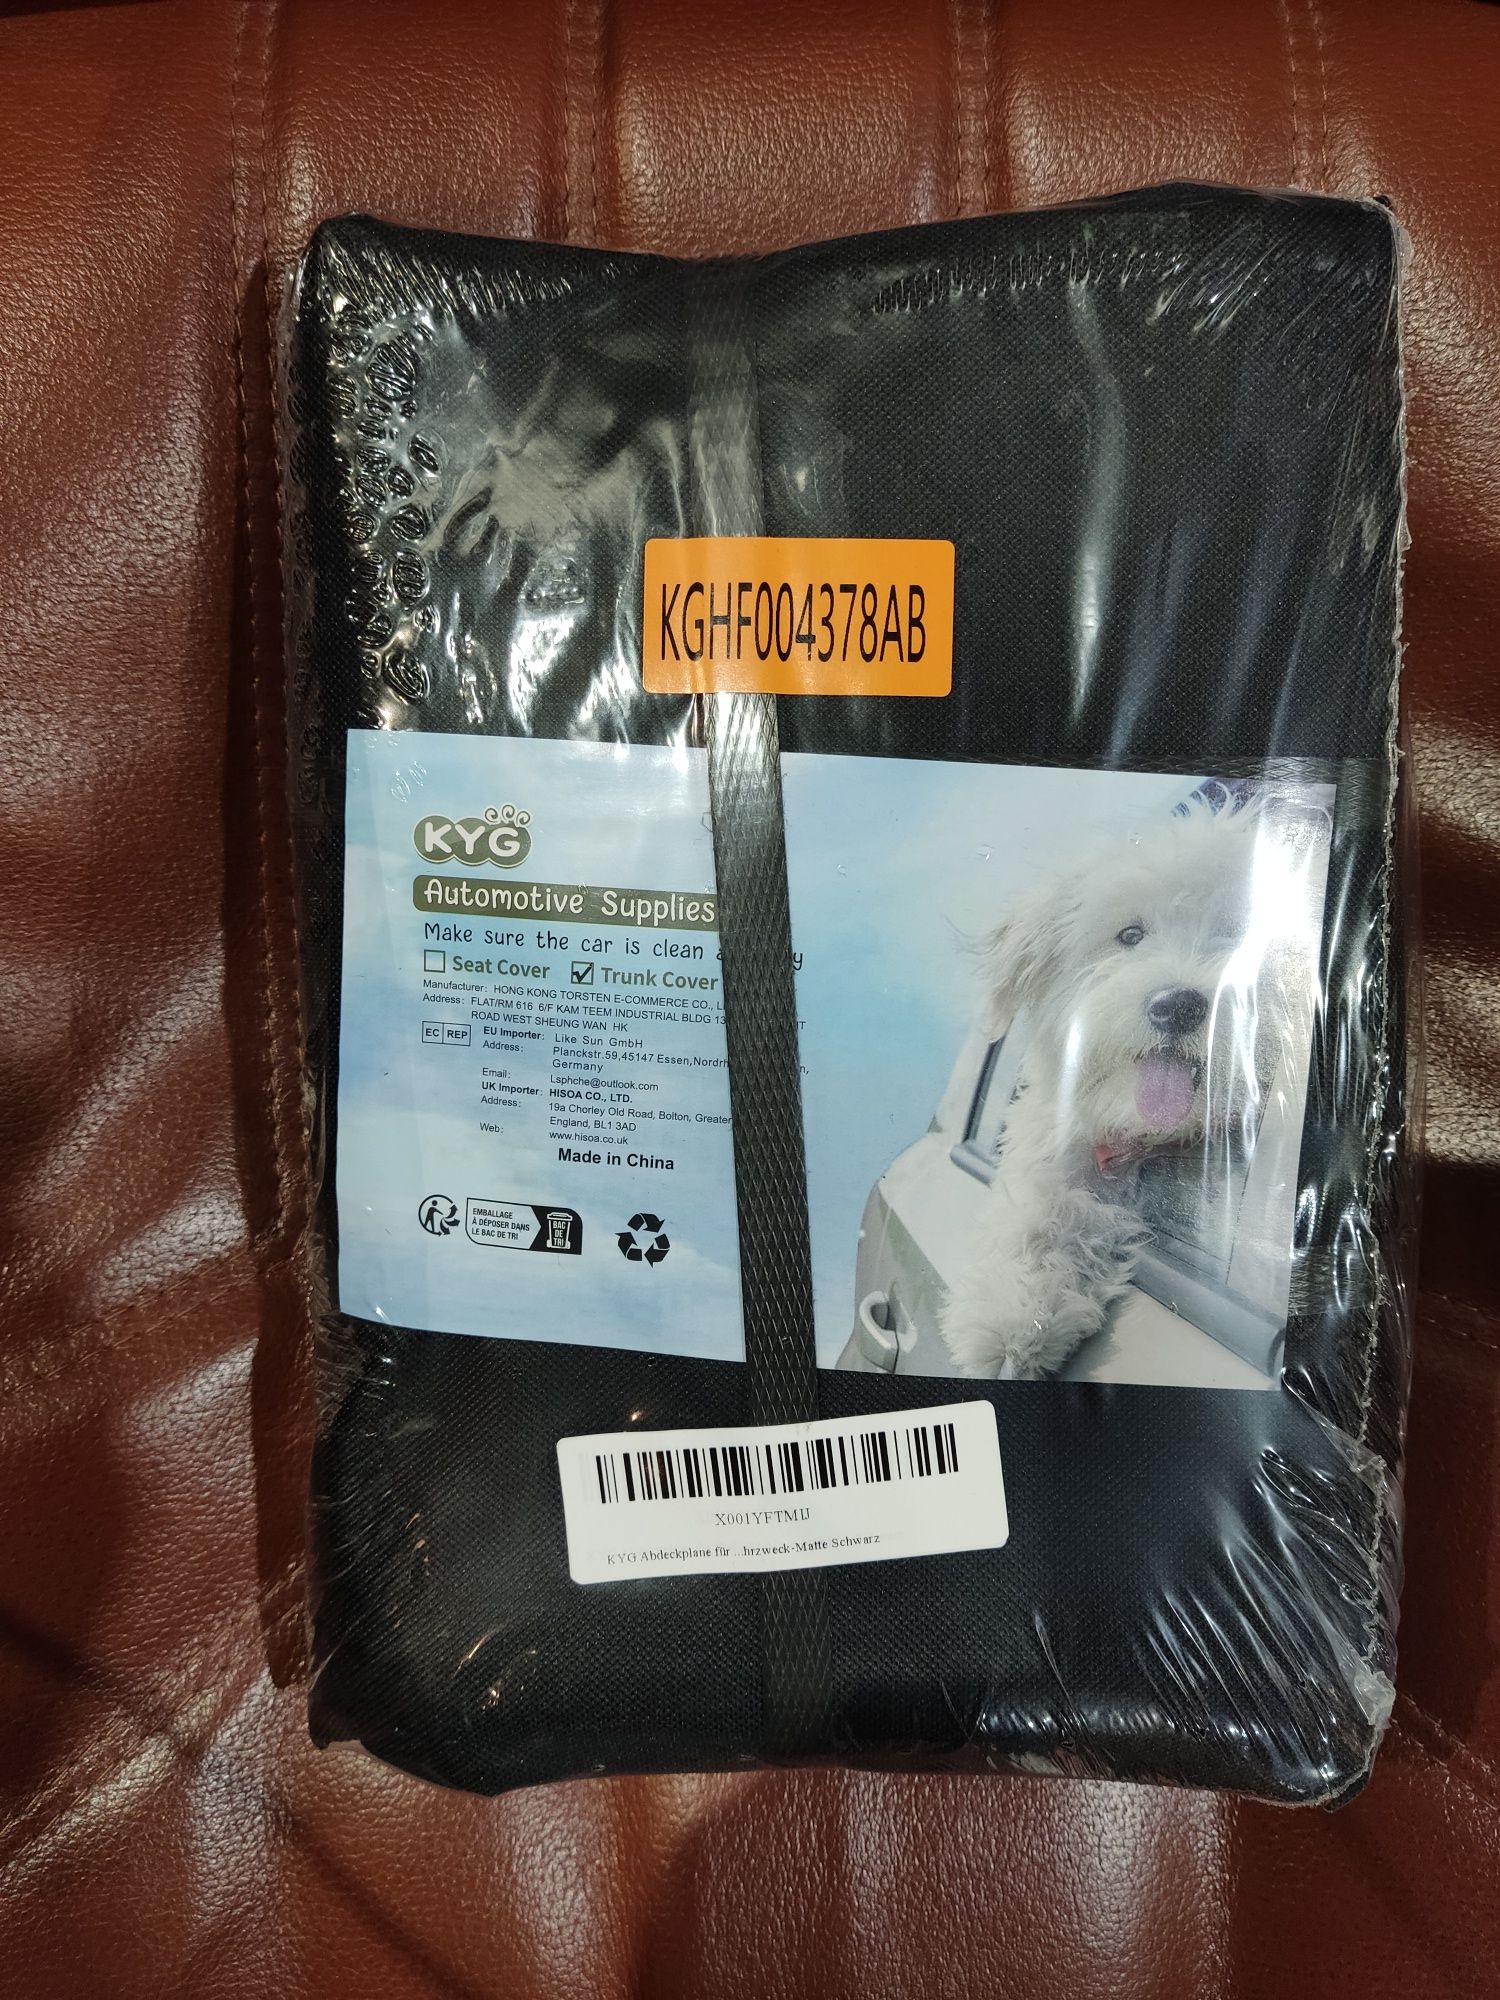 KGHF004378AB
KYG
Automotive Supplies
Make sure the car is clean
Seat Cover Trunk Cover
Manufacturer: HONG KONG TORSTEN E-COMMERCE CO.,
Address: FLAT/RM 616 6/F KAM TEEM INDUSTRIAL BLDG
ROAD WEST SHEUNG WAN HK
EC REP
EU Importer: Like Sun GmbH
Address: Planckstr.59,45147 Essen,
Germany
Email: Lsphche@outlook.com
UK Importer: HISOA CO., LTD.
Address: 19a Chorley Old Road, Bolton, Greater
England, BL1 3AD
Web: www.hisoa.co.uk
Made in China
EMBALLAGE
À DÉPOSER DANS
LE BAC DE TRI
BAC
DE
TRI
X001YFTMIJ
KYG Abdeckplane für ...hrzweck-Matte Schwarz